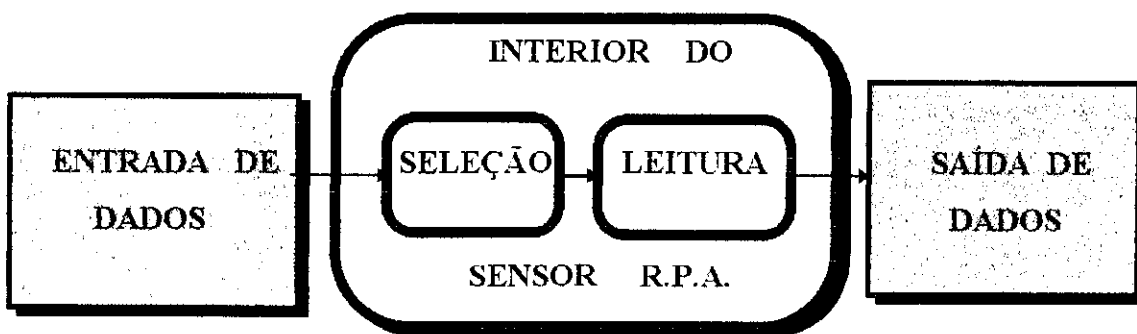 INTERIOR DO
ENTRADA DE
DADOS
SELEÇÃO
LEITURA
SAÍDA DE
DADOS
SENSOR R.P.A.